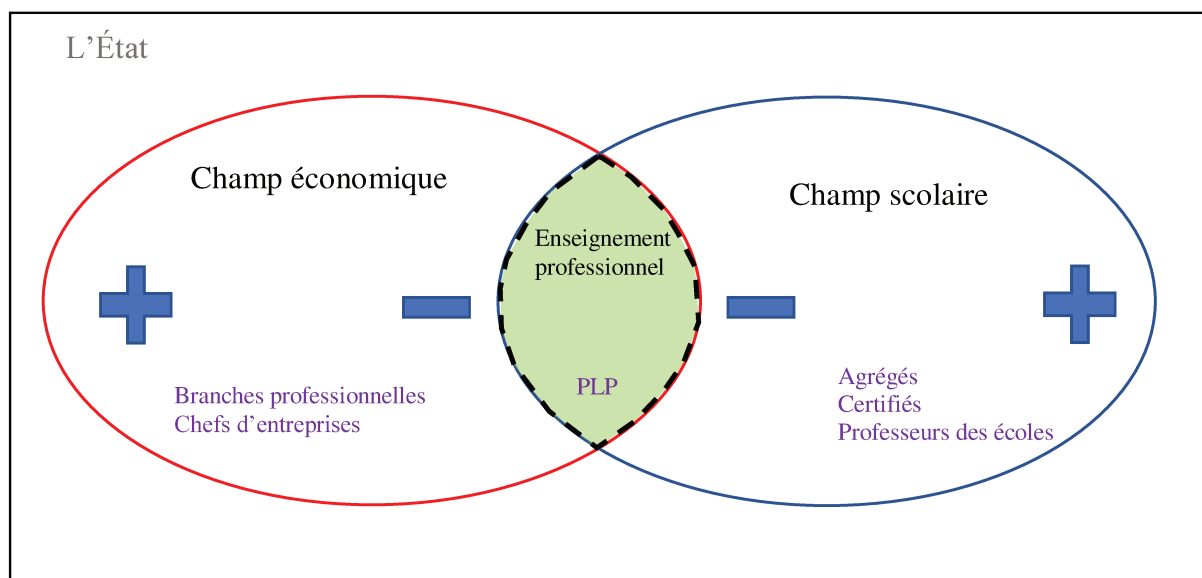 L’État
Champ économique
Champ scolaire
Enseignement
professionnel
Branches professionnelles
Chefs d’entreprises
PLP
Agrégés
Certifiés
Professeurs des écoles